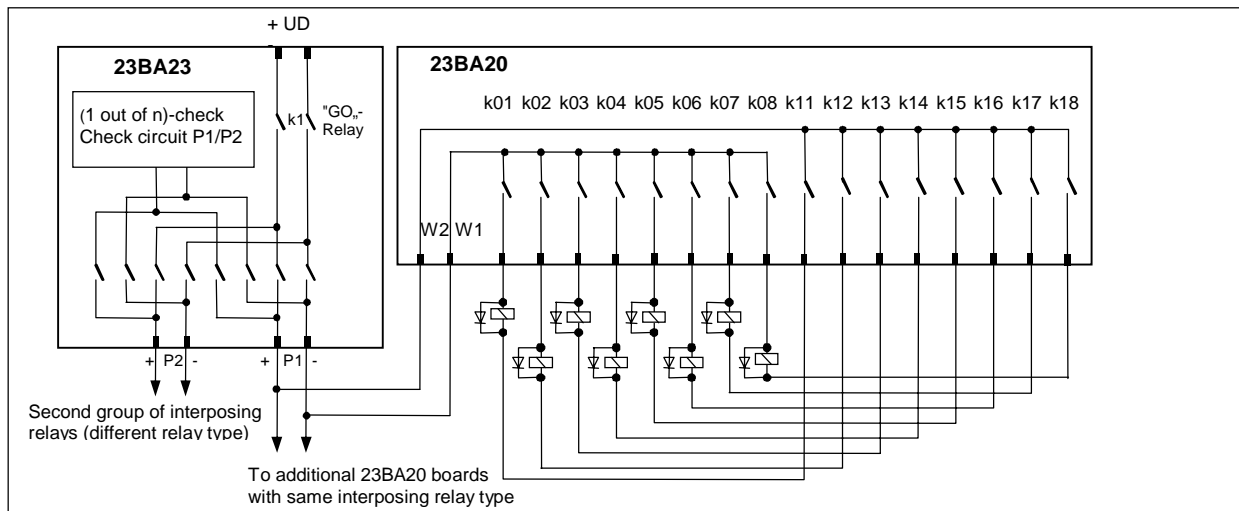 + UD
23BA23
(1 out of n)-check
Check circuit P1/P2
k1
"GO„-
Relay
+ P2 -
+ P1 -
Second group of interposing
relays (different relay type)
To additional 23BA20 boards
with same interposing relay type
23BA20
k01 k02 k03 k04 k05 k06 k07 k08 k11 k12 k13 k14 k15 k16 k17 k18
W2 W1